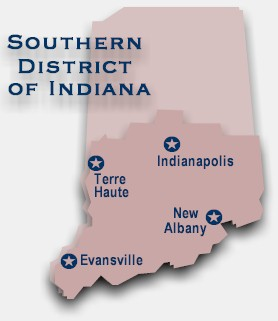 Southern
District
of Indiana
Indianapolis
Terre
Haute
New
Albany
Evansville